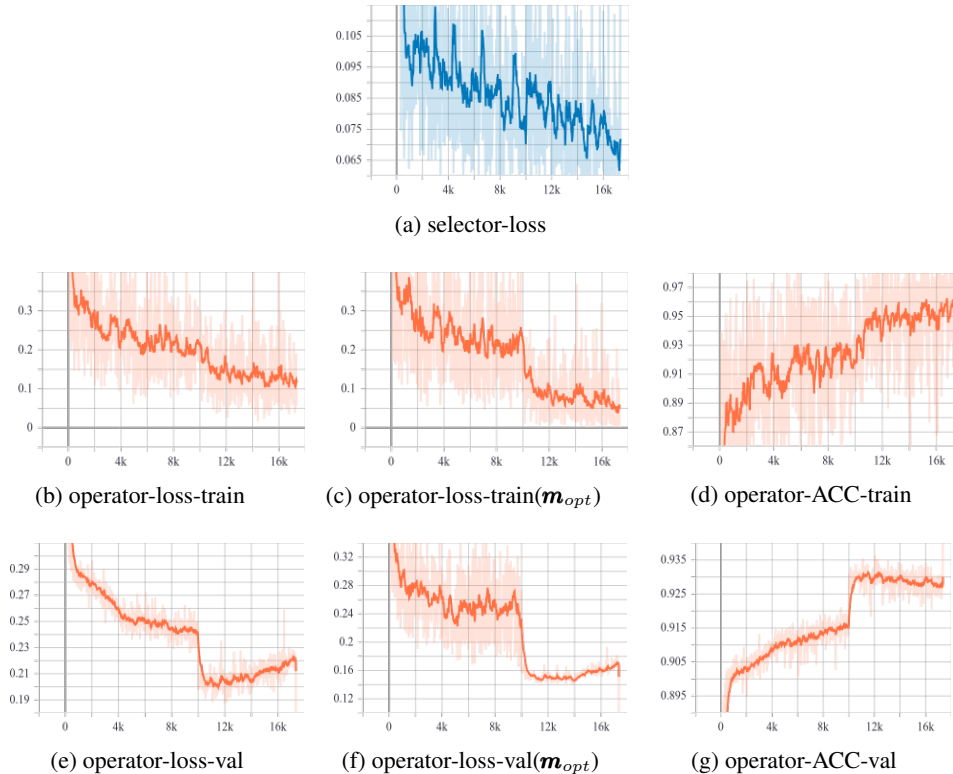 0.105
0.095
0.085
0.075
0.065
0 4k 8k 12k 16k
(a) selector-loss
0.3
0.2
0.1
0
0 4k 8k 12k 16k
(b) operator-loss-train
0.3
0.2
0.1
0
0 4k 8k 12k 16k
(c) operator-loss-train(m_opt)
0.97
0.95
0.93
0.91
0.89
0.87
0 4k 8k 12k 16k
(d) operator-ACC-train
0.29
0.27
0.25
0.23
0.21
0.19
0 4k 8k 12k 16k
(e) operator-loss-val
0.32
0.28
0.24
0.2
0.16
0.12
0 4k 8k 12k 16k
(f) operator-loss-val(m_opt)
0.935
0.925
0.915
0.905
0.895
0 4k 8k 12k 16k
(g) operator-ACC-val